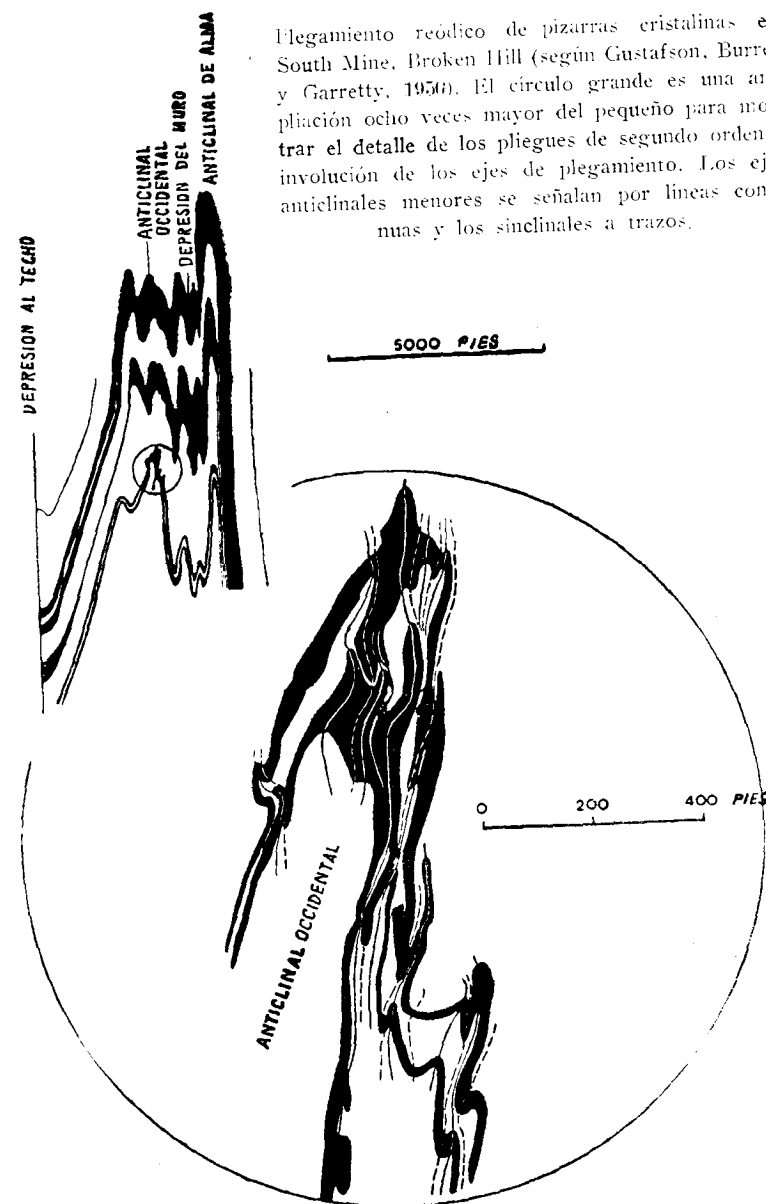 Plegamiento reódico de pizarras cristalinas e
South Mine, Broken Hill (según Gustafson, Burre
y Garretty, 1950). El círculo grande es una am
pliación ocho veces mayor del pequeño para mo
trar el detalle de los pliegues de segundo orden
involución de los ejes de plegamiento. Los ej
anticlinales menores se señalan por líneas con
nuas y los sinclinales a trazos.
DEPRESION AL TECHO
ANTICLINAL
OCCIDENTAL
DEPRESION DEL MURO
ANTICLINAL DE ALMA
5000 PIES
0 200 400 PIES
ANTICLINAL OCCIDENTAL